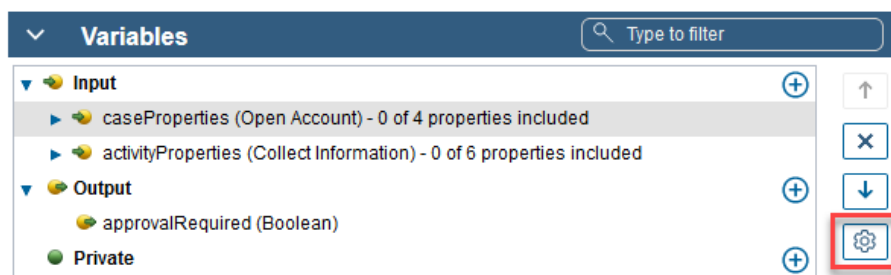 Variables
Type to filter
Input
caseProperties (Open Account) - 0 of 4 properties included
activityProperties (Collect Information) - 0 of 6 properties included
Output
approvalRequired (Boolean)
Private